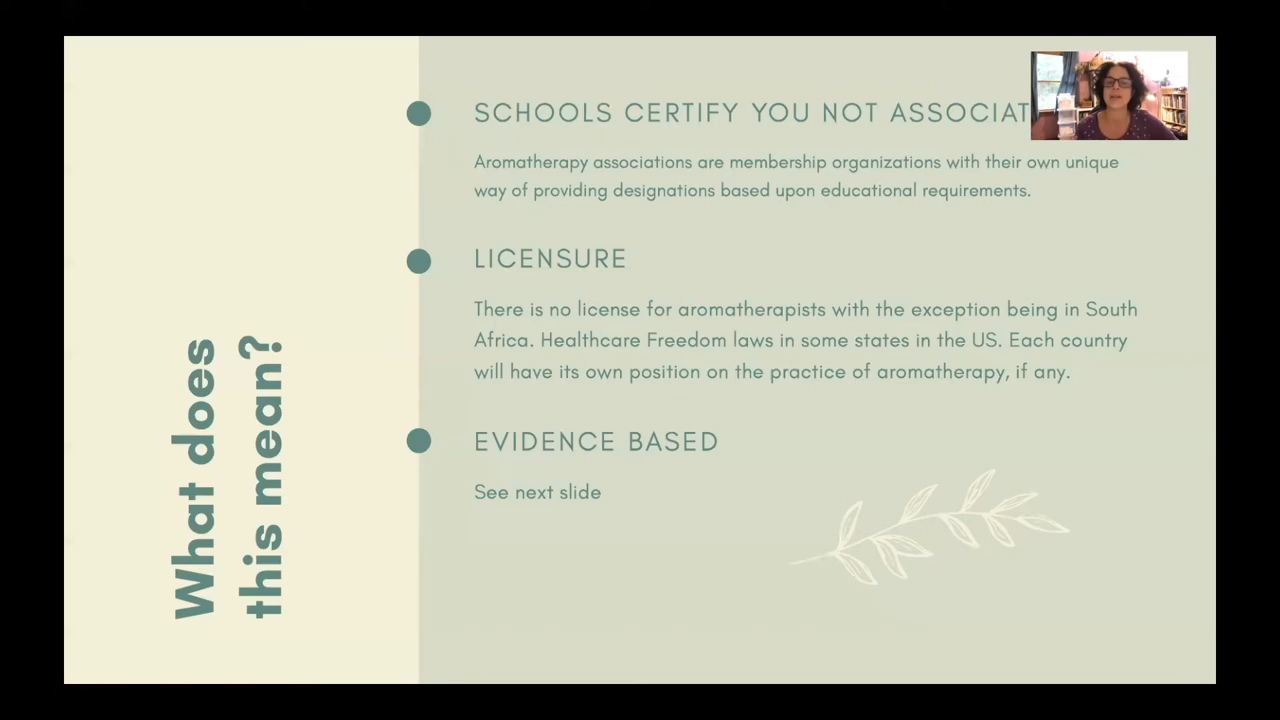 What does
this mean?
SCHOOLS CERTIFY YOU NOT
Aromatherapy associations are membership organizations with their own unique
way of providing designations based upon educational requirements.
LICENSURE
There is no license for aromatherapists with the exception being in South
Africa. Healthcare Freedom laws in some states in the US. Each country
will have its own position on the practice of aromatherapy, if any.
EVIDENCE BASED
See next slide